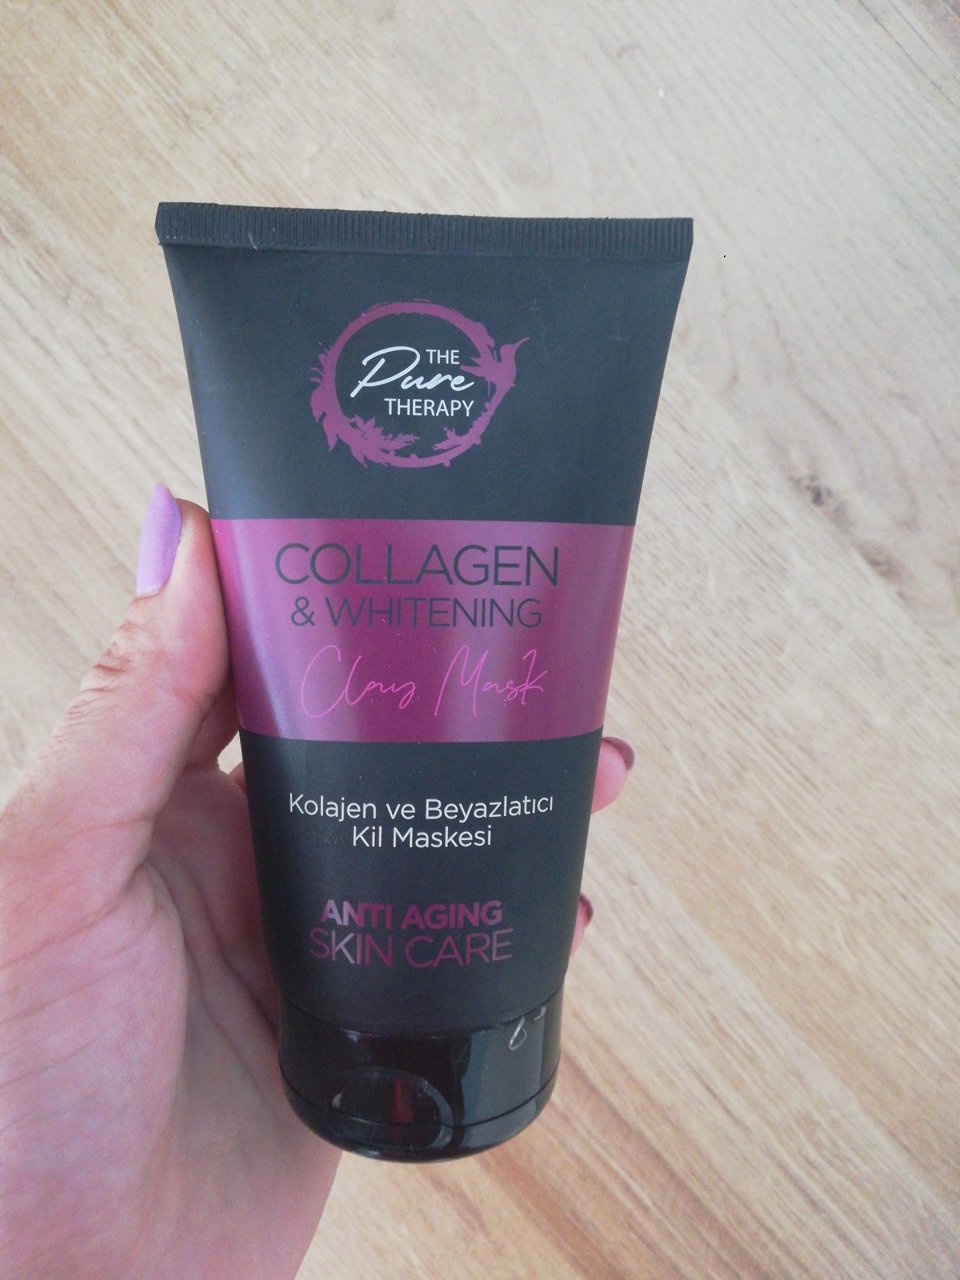 THE
Pure
THERAPY
COLLAGEN
& WHITENING
Clay Mask
Kolajen ve Beyazlatıcı
Kil Maskesi
ANTI AGING
SKIN CARE